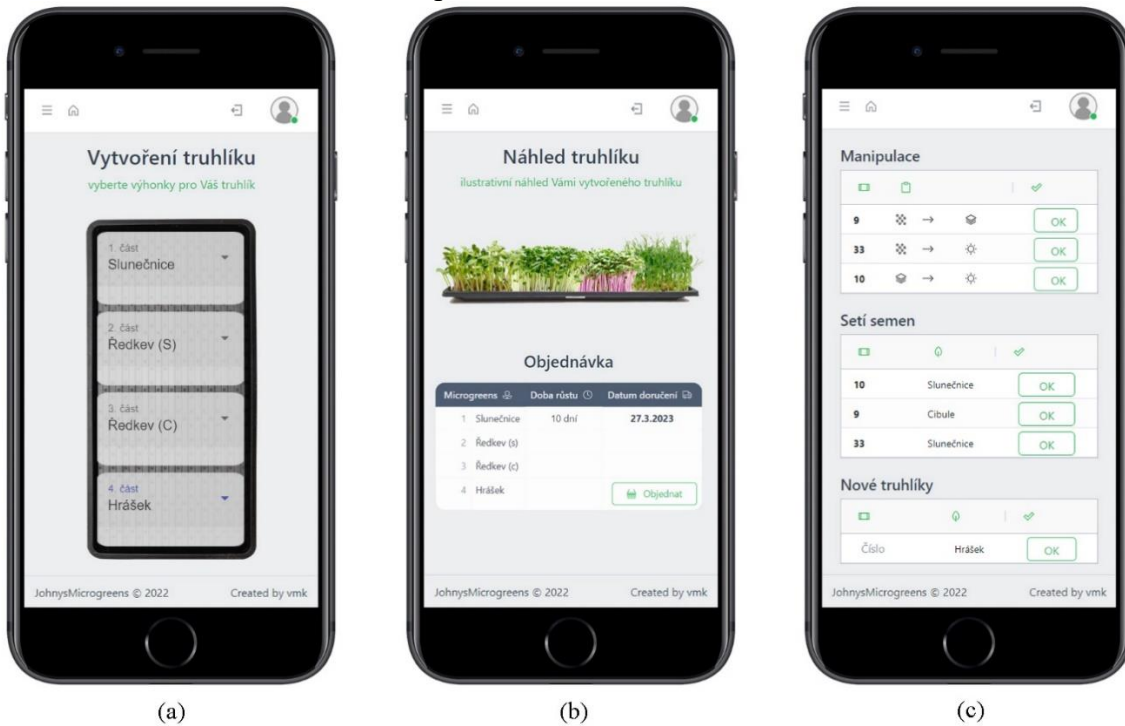 Vytvoření truhlíku
vyberte výhonky pro Váš truhlík
1. část
Slunečnice
2. část
Ředkev (S)
3. část
Ředkev (C)
4. část
Hrášek
JohnysMicrogreens © 2022 Created by vmk
(a)
Náhled truhlíku
ilustrativní náhled Vámi vytvořeného truhlíku
Objednávka
Microgreens Doba růstu Datum doručení
1 Slunečnice 10 dní 27.3.2023
2 Ředkev (s)
3 Ředkev (c)
4 Hrášek Objednat
JohnysMicrogreens © 2022 Created by vmk
(b)
Manipulace
9 → OK
33 → OK
10 → OK
Setí semen
10 Slunečnice OK
9 Cibule OK
33 Slunečnice OK
Nové truhlíky
Číslo Hrášek OK
JohnysMicrogreens © 2022 Created by vmk
(c)